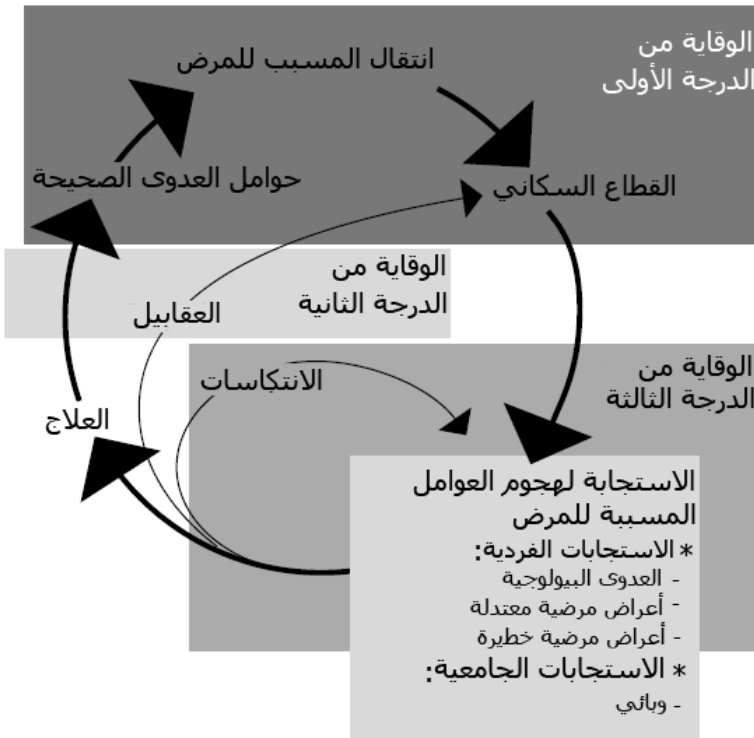 الوقاية من
الدرجة الأولى
انتقال المسبب للمرض
حوامل العدوى الصحيحة
القطاع السكاني
الوقاية من
الدرجة الثانية
العقابيل
الوقاية من
الدرجة الثالثة
الانتكاسات
العلاج
الاستجابة لهجوم العوامل
المسببة للمرض
* الاستجابات الفردية:
- العدوى البيولوجية
- أعراض مرضية معتدلة
- أعراض مرضية خطيرة
* الاستجابات الجامعية:
- وبائي